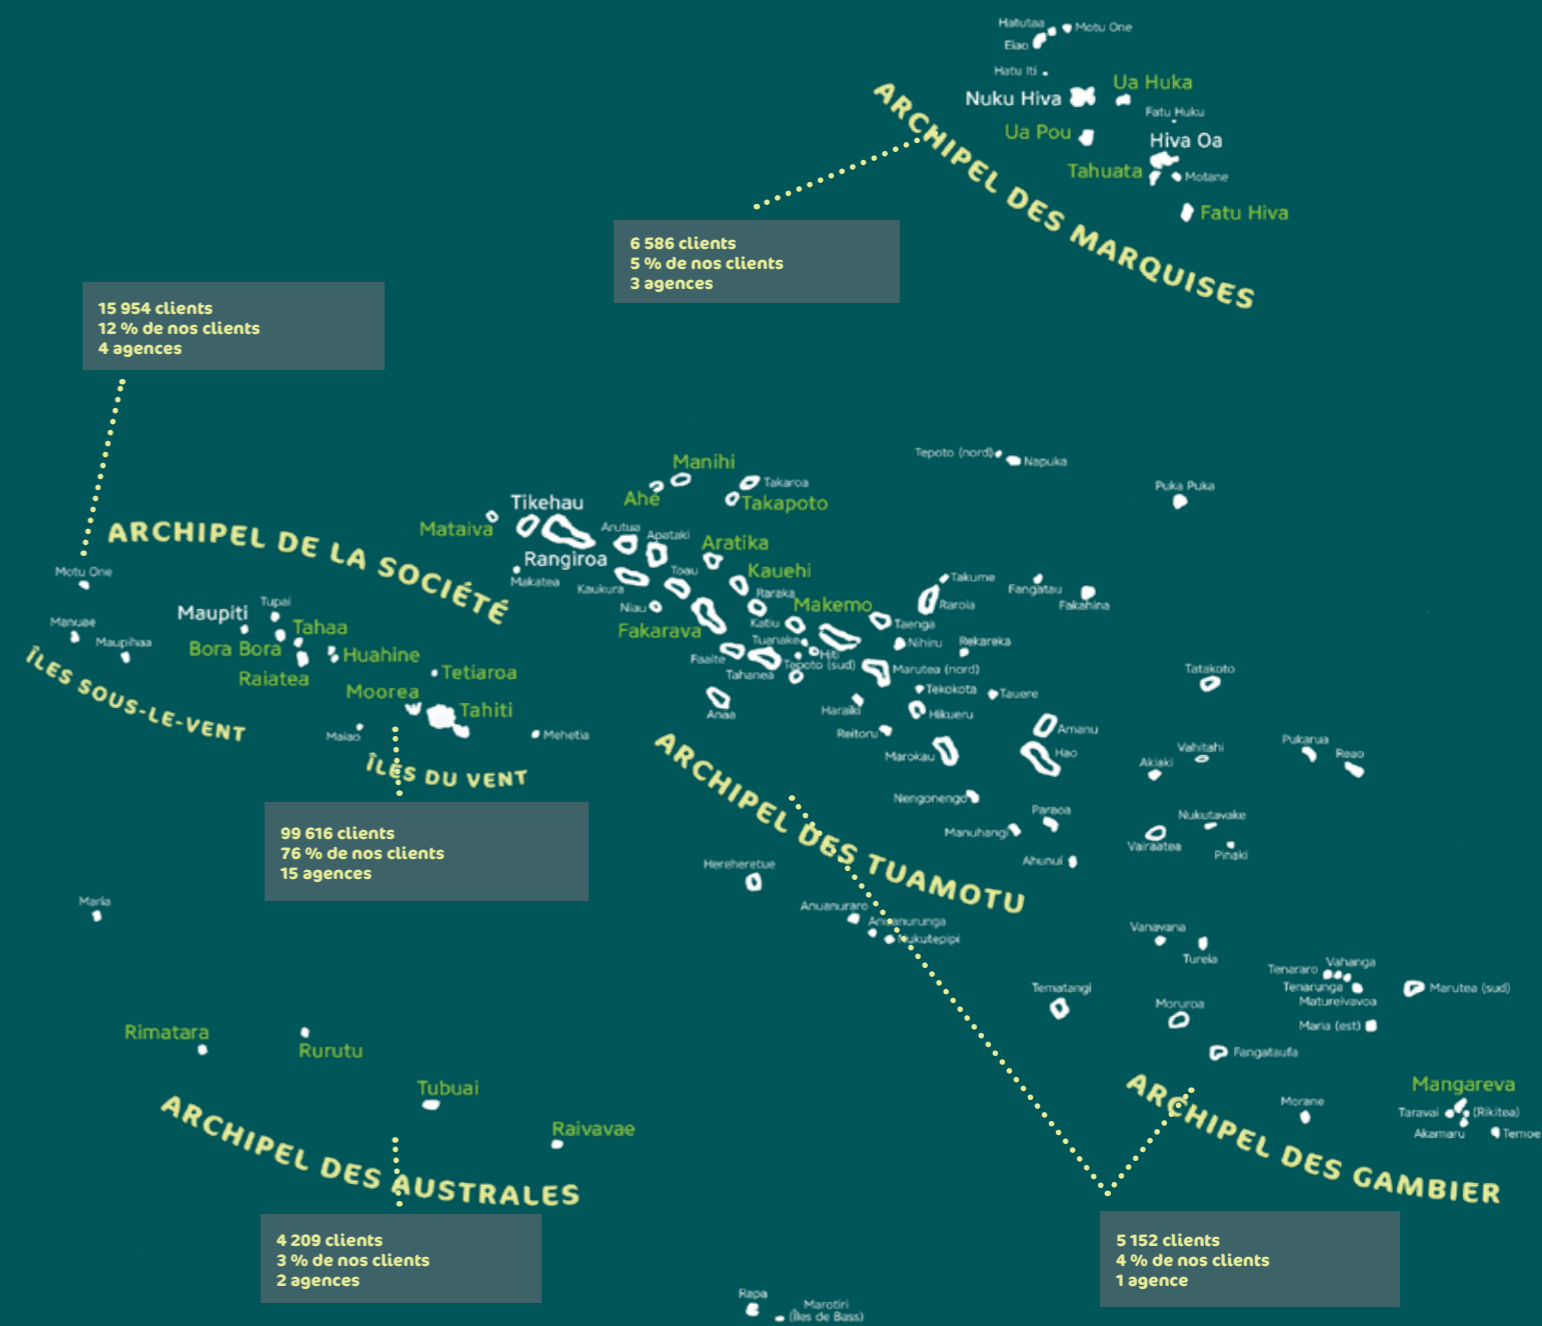 Hatutaa
Motu One
Eiao
Hatu Iti
Ua Huka
Nuku Hiva
Fatu Huku
Ua Pou
Hiva Oa
Tahuata
Motane
Fatu Hiva
ARCHIPEL DES MARQUISES
6 586 clients
5 % de nos clients
3 agences
15 954 clients
12 % de nos clients
4 agences
Tepoto (nord)
Napuka
Puka Puka
Manihi
Takaroa
Ahe
Takapoto
Tikehau
Mataiva
Arutua
Apataki
Aratika
Rangiroa
Makatea
Kaukura
Toau
Kauehi
Niau
Raraka
Makemo
Takume
Raroia
Fangatau
Fakahina
Fakarava
Katiu
Taenga
Tuanake
Hiti
Nihiru
Rekareka
Faaite
Tepoto (sud)
Tahanea
Marutea (nord)
Tatakoto
Anaa
Haraiki
Tekokota
Tauere
Hikueru
Reitoru
Amanu
Marokau
Hao
Vahitahi
Akiaki
Pukarua
Reao
Nengonengo
Paraoa
Manuhangi
Nukutavake
Vairaatea
Pinaki
Ahunui
ARCHIPEL DE LA SOCIÉTÉ
Motu One
Tupai
Maupiti
Manuae
Maupihaa
Tahaa
Bora Bora
Huahine
Raiatea
Tetiaroa
Moorea
Tahiti
Maiao
Mehetia
ÎLES SOUS-LE-VENT
ÎLES DU VENT
99 616 clients
76 % de nos clients
15 agences
ARCHIPEL DES TUAMOTU
Hereheretue
Anuanuraro
Anuanurunga
Nukutepipi
Maria
Vanavana
Tureia
Tenararo
Vahanga
Tenarunga
Matureivavoa
Marutea (sud)
Maria (est)
Tematangi
Moruroa
Fangataufa
Morane
Mangareva
Taravai
(Rikitea)
Akamaru
Temoe
ARCHIPEL DES GAMBIER
Rimatara
Rurutu
Tubuai
Raivavae
ARCHIPEL DES AUSTRALES
4 209 clients
3 % de nos clients
2 agences
5 152 clients
4 % de nos clients
1 agence
Rapa
Marotiri
(Îles de Bass)